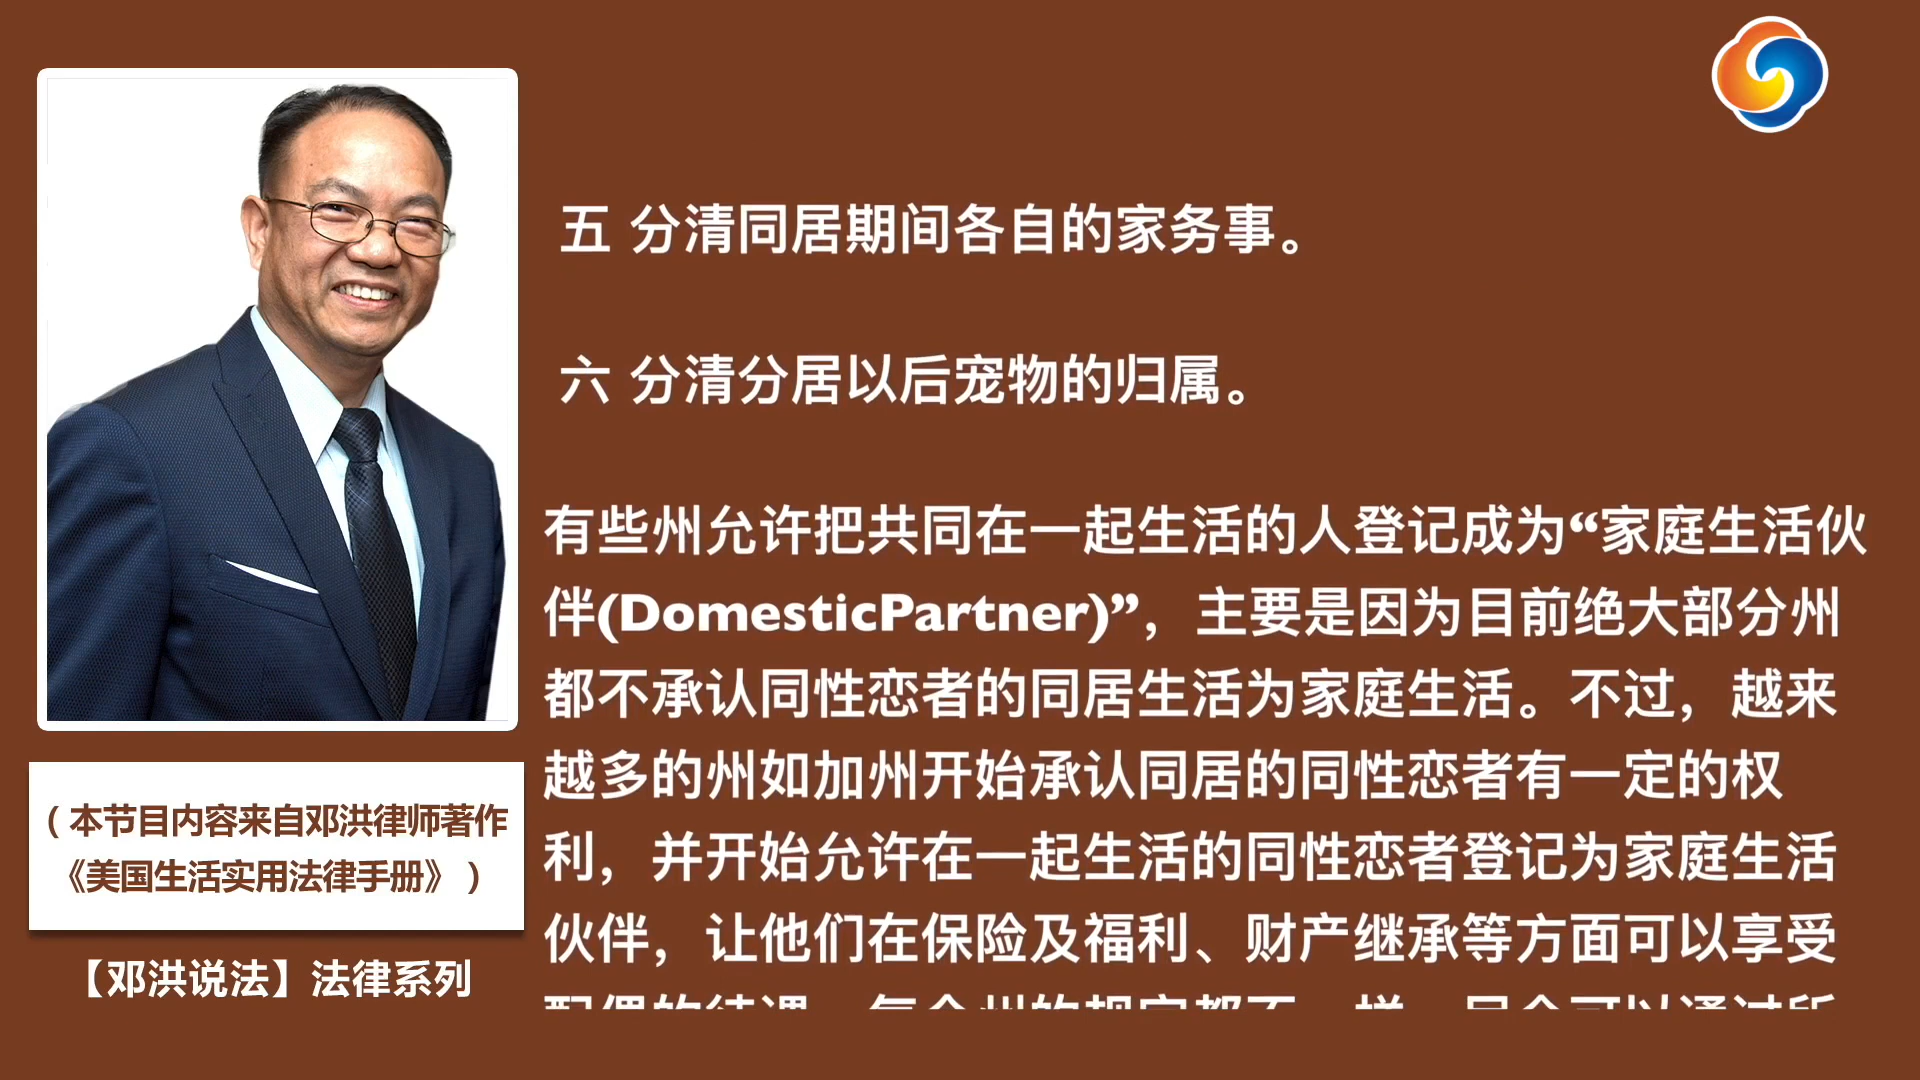 五 分清同居期间各自的家务事。
六 分清分居以后宠物的归属。
有些州允许把共同在一起生活的人登记成为“家庭生活伙
伴(DomesticPartner)”，主要是因为目前绝大部分州
都不承认同性恋者的同居生活为家庭生活。不过，越来
越多的州如加州开始承认同居的同性恋者有一定的权
利，并开始允许在一起生活的同性恋者登记为家庭生活
伙伴，让他们在保险及福利、财产继承等方面可以享受
（本节目内容来自邓洪律师著作
《美国生活实用法律手册》）
【邓洪说法】法律系列